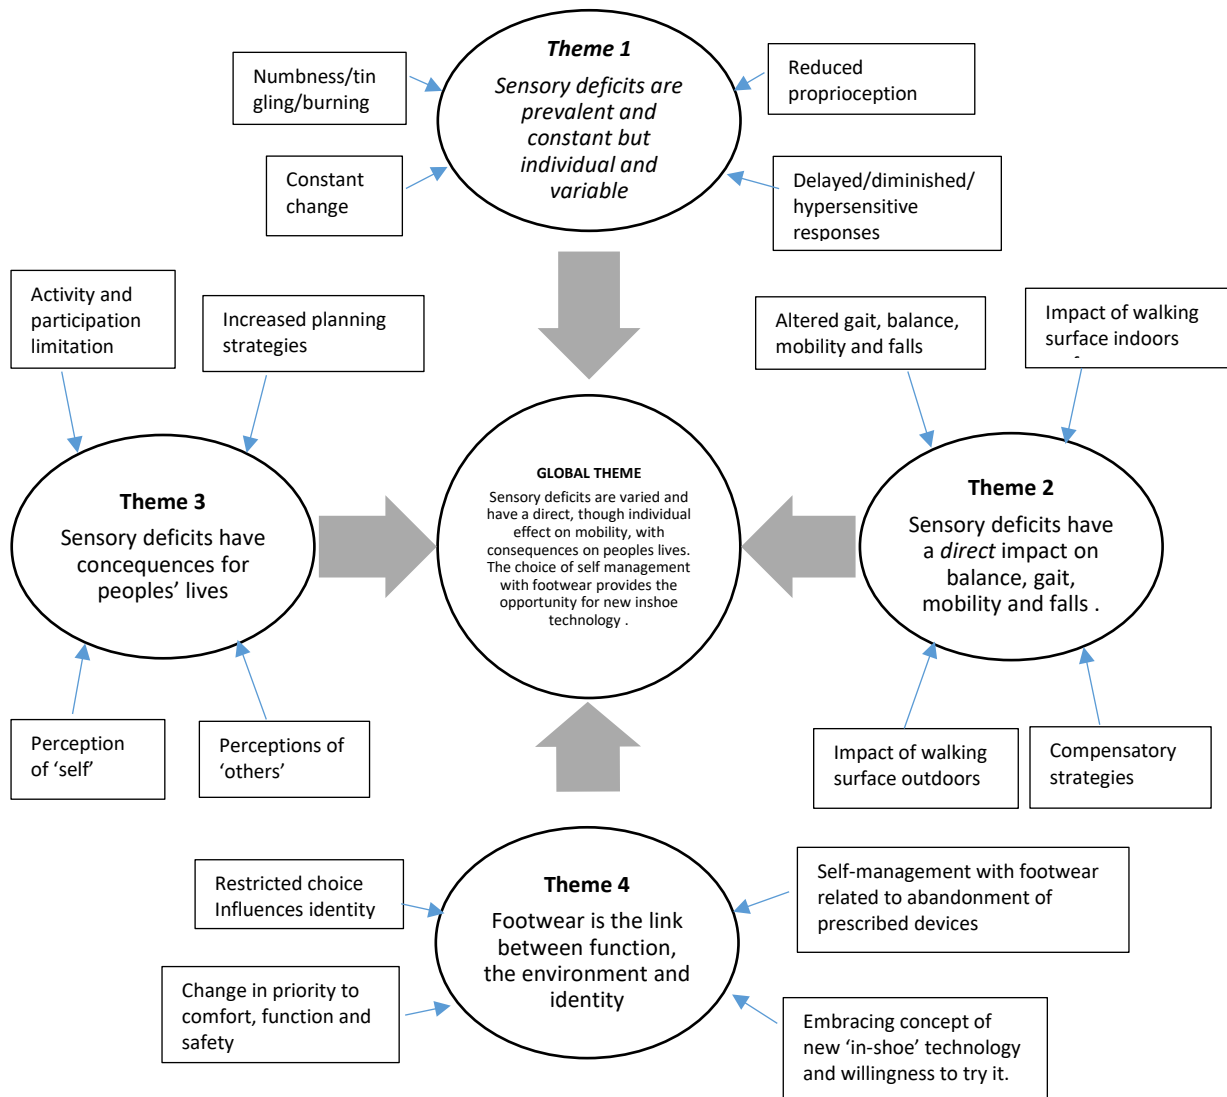 Theme 1
Sensory deficits are
prevalent and
constant but
individual and
variable
Numbness/tin
gling/burning
Reduced
proprioception
Constant
change
Delayed/diminished/
hypersensitive
responses
Activity and
participation
limitation
Increased planning
strategies
Altered gait, balance,
mobility and falls
Impact of walking
surface indoors
Theme 3
Sensory deficits have
concequences for
peoples’ lives
GLOBAL THEME
Sensory deficits are varied and
have a direct, though individual
effect on mobility, with
consequences on peoples lives.
The choice of self management
with footwear provides the
opportunity for new inshoe
technology .
Theme 2
Sensory deficits have
a direct impact on
balance, gait,
mobility and falls .
Perception
of ‘self’
Perceptions of
‘others’
Impact of walking
surface outdoors
Compensatory
strategies
Theme 4
Footwear is the link
between function,
the environment and
identity
Restricted choice
Influences identity
Self-management with footwear
related to abandonment of
prescribed devices
Change in priority to
comfort, function and
safety
Embracing concept of
new ‘in-shoe’ technology
and willingness to try it.